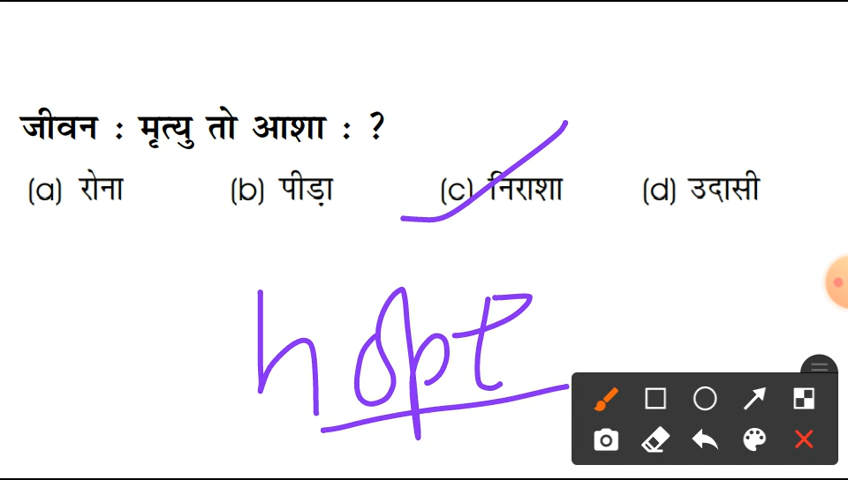 जीवन : मृत्यु तो आशा : ?
(a) रोना (b) पीड़ा (c) निराशा (d) उदासी
hope